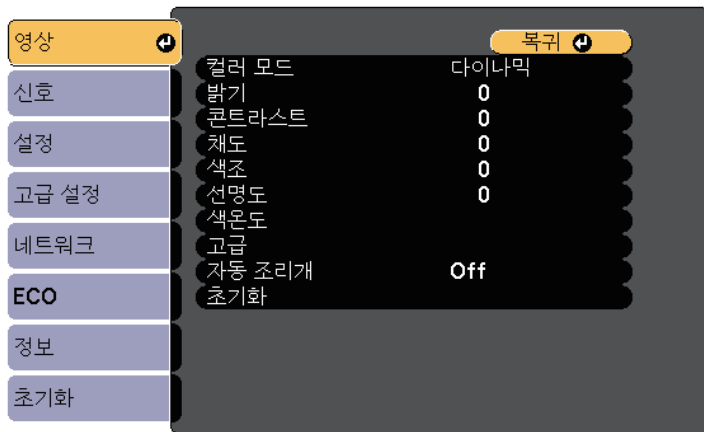 영상
신호
설정
고급 설정
네트워크
ECO
정보
초기화
복귀
컬러 모드 다이나믹
밝기 0
콘트라스트 0
채도 0
색조 0
선명도 0
색온도
고급
자동 조리개 Off
초기화